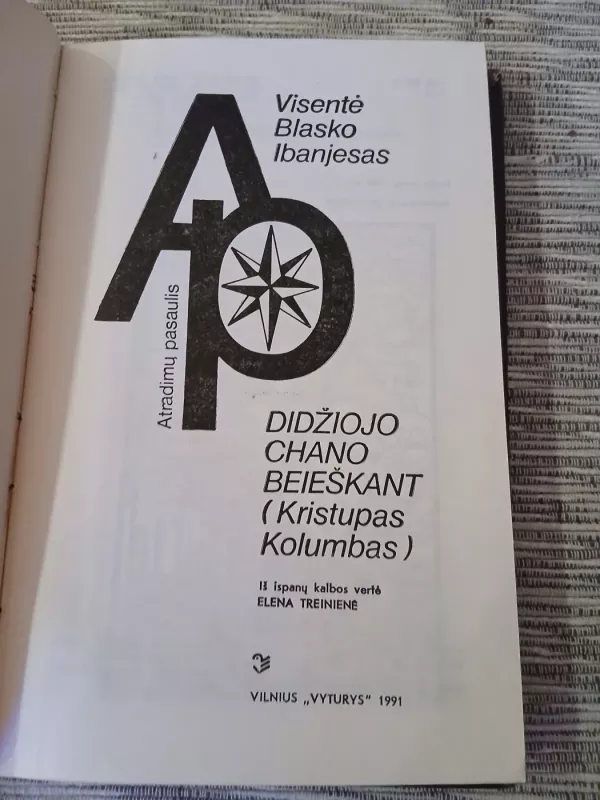 Visentė
Blasko
Ibanjesas
AP
Atradimų pasaulis
DIDŽIOJO
CHANO
BEIEŠKANT
(Kristupas
Kolumbas)
Iš ispanų kalbos vertė
ELENA TREINIENĖ
VILNIUS „VYTURYS" 1991